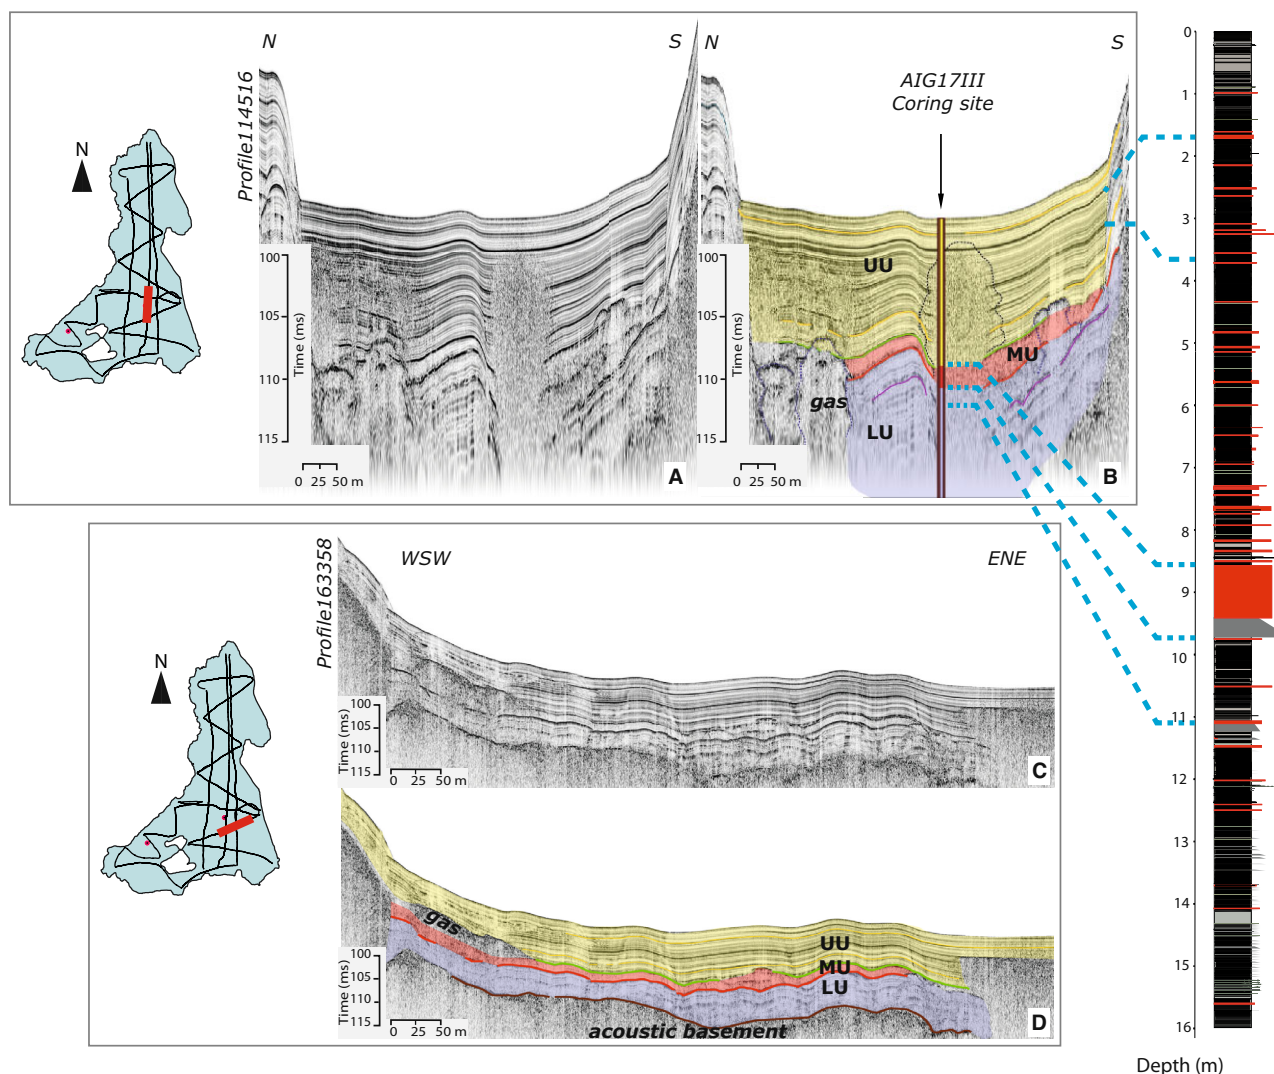 N
S
N
S
AIG17III
Coring site
Profile114516
N
100
105
110
115
Time (ms)
0 25 50 m
A
100
105
110
115
Time (ms)
0 25 50 m
UU
MU
LU
gas
B
Profile163358
WSW
ENE
N
100
105
110
115
Time (ms)
0 25 50 m
C
100
105
110
115
Time (ms)
0 25 50 m
gas
UU
MU
LU
acoustic basement
D
0
1
2
3
4
5
6
7
8
9
10
11
12
13
14
15
16
Depth (m)